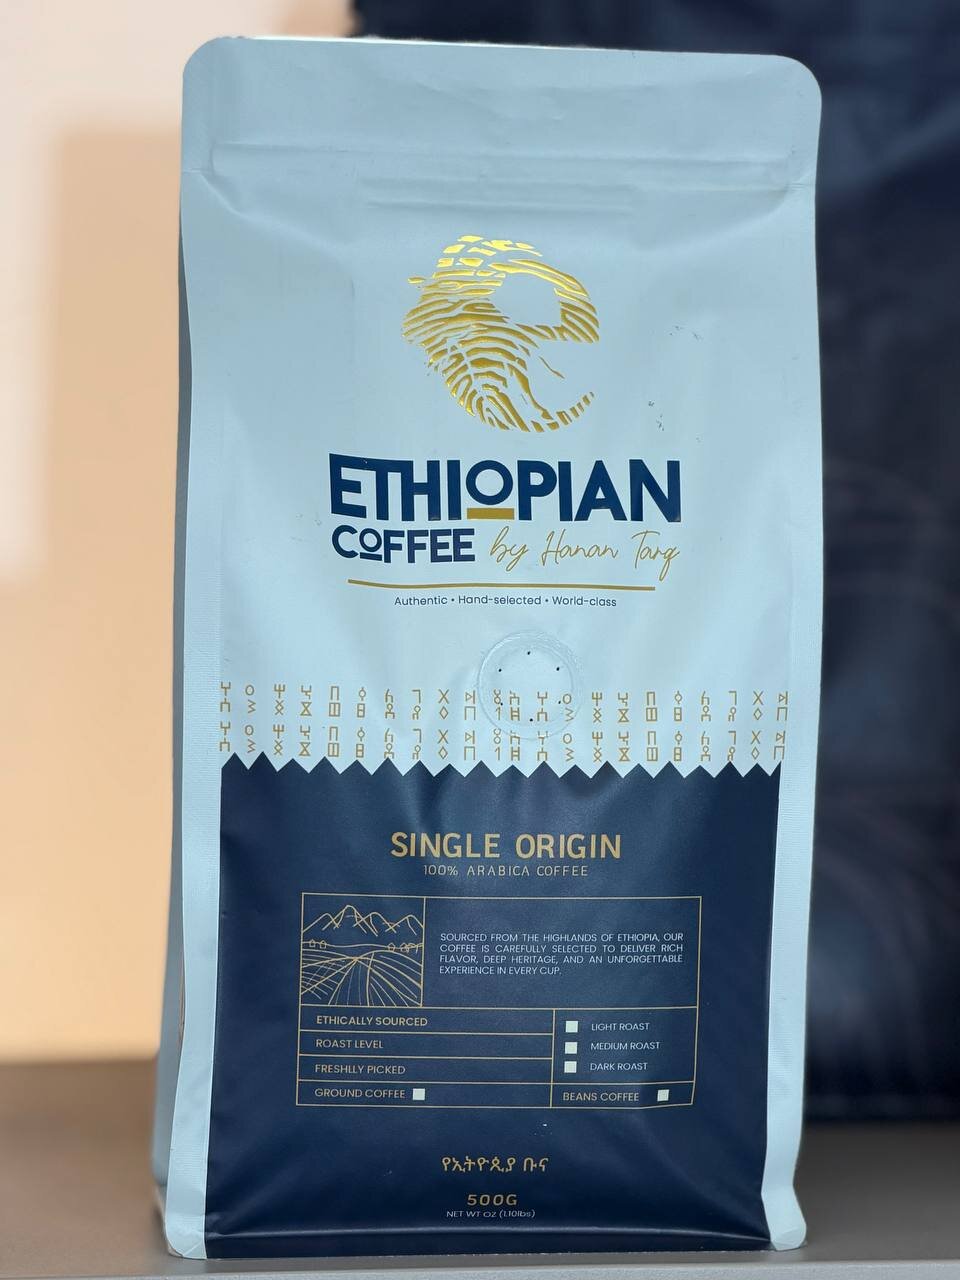 ETHIOPIAN
COFFEE by Hanan Tarq
Authentic • Hand-selected • World-class
SINGLE ORIGIN
100% ARABICA COFFEE
SOURCED FROM THE HIGHLANDS OF ETHIOPIA, OUR
COFFEE IS CAREFULLY SELECTED TO DELIVER RICH
FLAVOR, DEEP HERITAGE, AND AN UNFORGETTABLE
EXPERIENCE IN EVERY CUP.
ETHICALLY SOURCED
LIGHT ROAST
ROAST LEVEL
MEDIUM ROAST
FRESHLLY PICKED
DARK ROAST
GROUND COFFEE
BEANS COFFEE
የኢትዮጲያ ቡና
500G
NET WT OZ (1.10lbs)